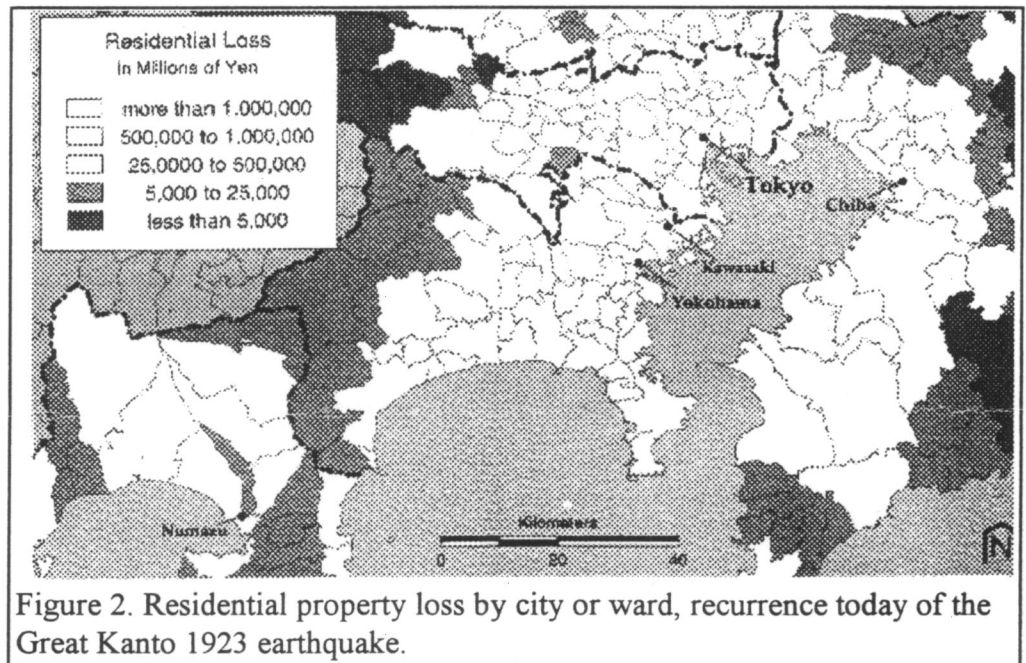 Residential Loss
in Millions of Yen
more than 1,000,000
500,000 to 1,000,000
25,0000 to 500,000
5,000 to 25,000
less than 5,000
Tokyo
Chiba
Kawasaki
Yokohama
Numazu
Kilometers
0 20 40
N
Figure 2. Residential property loss by city or ward, recurrence today of the
Great Kanto 1923 earthquake.